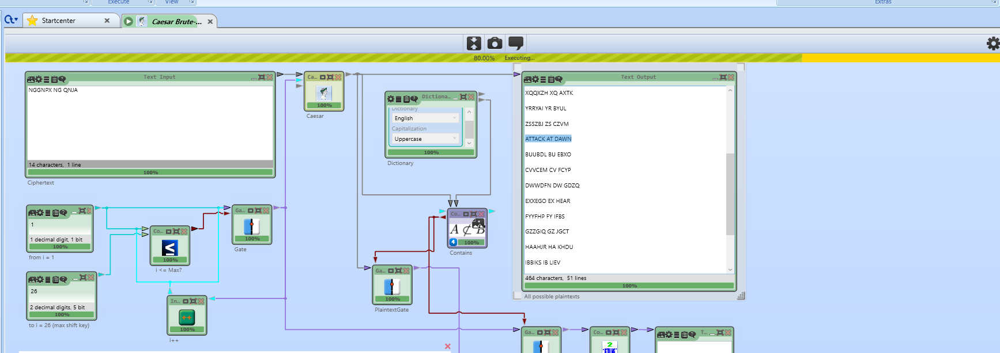 Execute
View
Extras
Startcenter
Caesar Brute-...
80.00% Executing...
Text Input
NGGNPX NG QNJA
14 characters, 1 line
100%
Ciphertext
Ca...
100%
Caesar
Dictiona...
Dictionary
English
Capitalization
Uppercase
100%
Dictionary
Text Output
XQQXZH XQ AXTK
YRRYAI YR BYUL
ZSSZBJ ZS CZVM
ATTACK AT DAWN
BUUBDL BU EBXO
CVVCEM CV FCYP
DWWDFN DW GDZQ
EXXEGO EX HEAR
FYYFHP FY IFBS
GZZGIQ GZ JGCT
HAAHJR HA KHDU
IBBIKS IB LIEV
464 characters, 51 lines
100%
All possible plaintexts
1
1 decimal digit, 1 bit
100%
from i = 1
Co...
≤
100%
i <= Max?
Ga...
100%
Gate
26
2 decimal digits, 5 bit
100%
to i = 26 (max shift key)
In...
++
100%
i++
Co...
A ⊄ B
4
100%
Contains
Ga...
100%
PlaintextGate
Ga...
Co...
2
T...